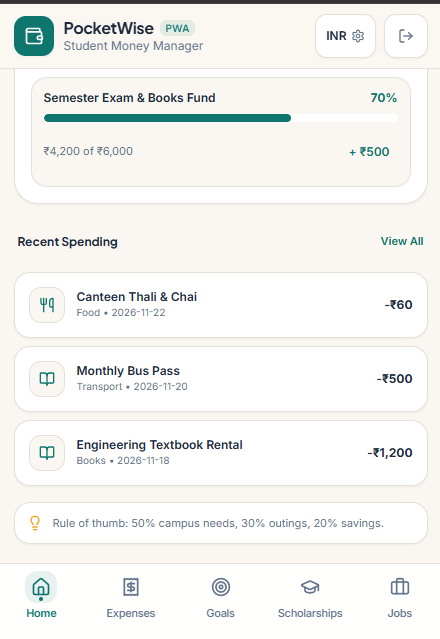 PocketWise PWA
Student Money Manager
INR
Semester Exam & Books Fund 70%
₹4,200 of ₹6,000 + ₹500
Recent Spending View All
Canteen Thali & Chai
Food • 2026-11-22
-₹60
Monthly Bus Pass
Transport • 2026-11-20
-₹500
Engineering Textbook Rental
Books • 2026-11-18
-₹1,200
Rule of thumb: 50% campus needs, 30% outings, 20% savings.
Home Expenses Goals Scholarships Jobs